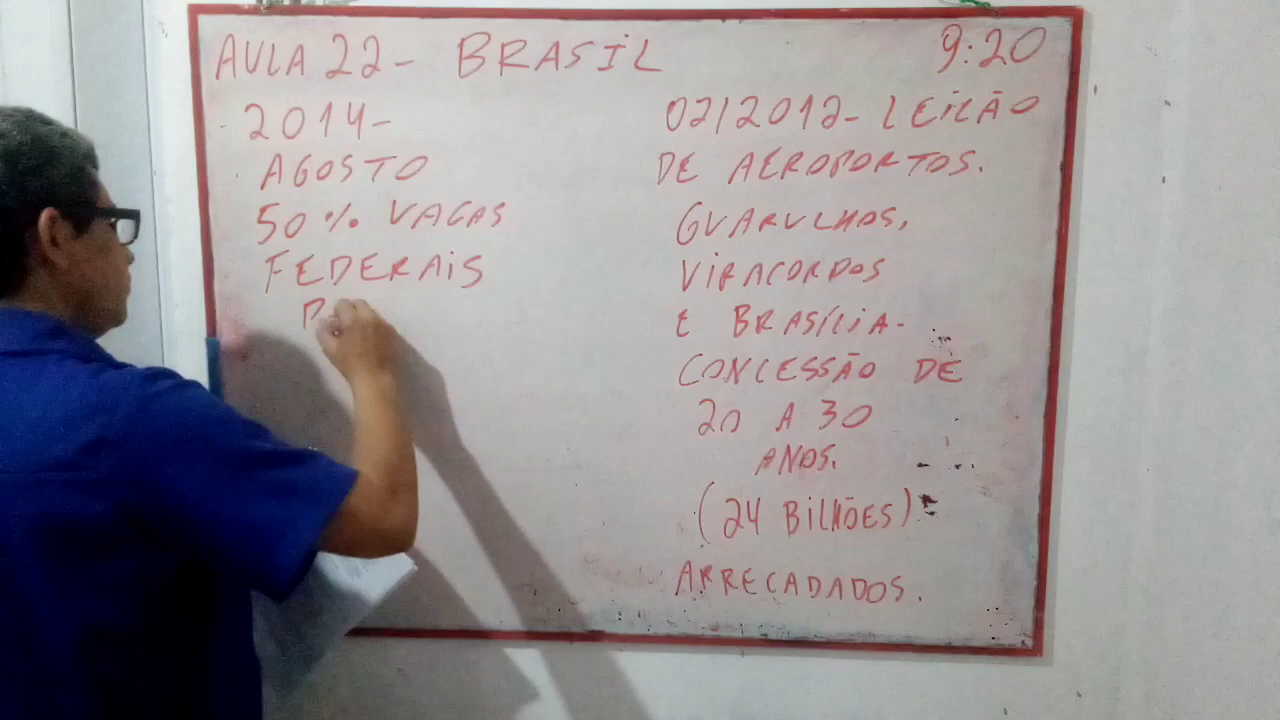 AULA 22- BRASIL
9:20
2014-
AGOSTO
50% VAGAS
FEDERAIS
02/2012- LEILÃO
DE AEROPORTOS.
GUARULHOS,
VIRACORDOS
E BRASÍLIA-
CONCESSÃO DE
20 A 30
ANOS.
(24 BILHÕES)
ARRECADADOS.